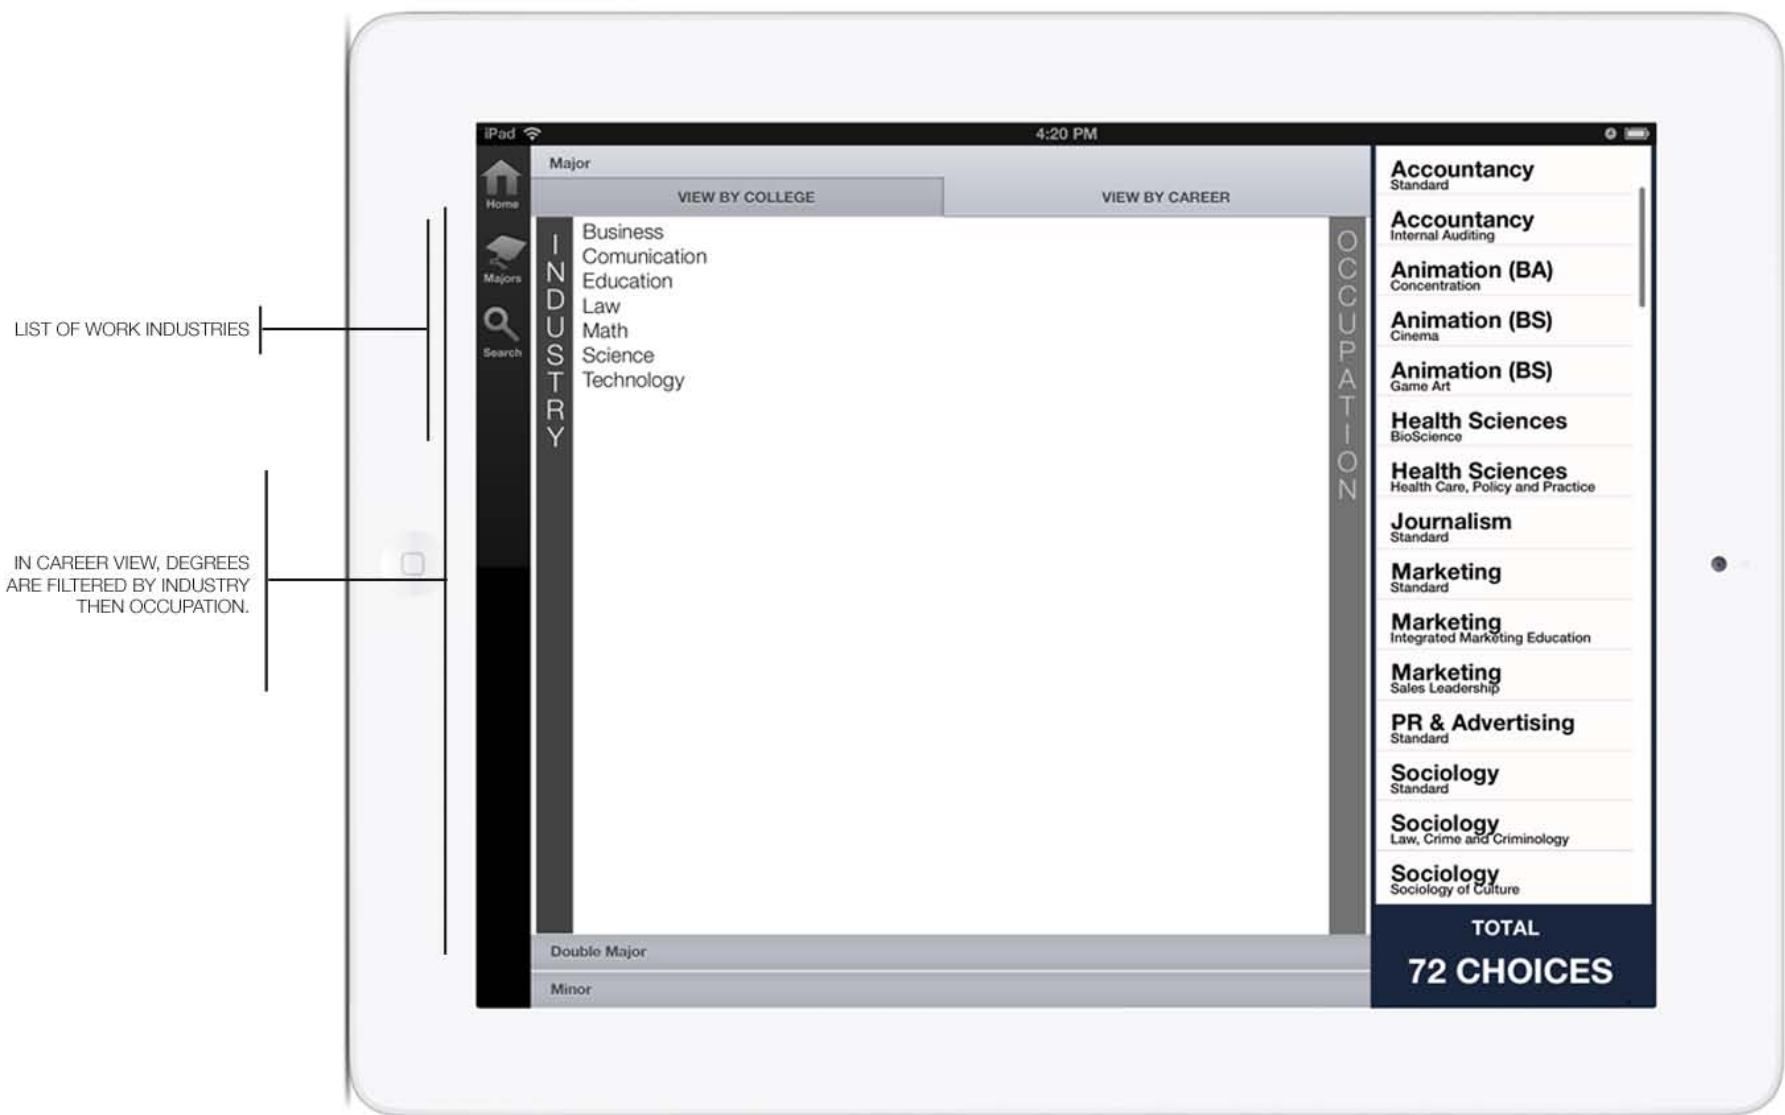 LIST OF WORK INDUSTRIES
IN CAREER VIEW, DEGREES
ARE FILTERED BY INDUSTRY
THEN OCCUPATION.
iPad
4:20 PM
Home
Majors
Search
Major
VIEW BY COLLEGE
VIEW BY CAREER
INDUSTRY
Business
Comunication
Education
Law
Math
Science
Technology
OCCUPATION
Double Major
Minor
Accountancy
Standard
Accountancy
Internal Auditing
Animation (BA)
Concentration
Animation (BS)
Cinema
Animation (BS)
Game Art
Health Sciences
BioScience
Health Sciences
Health Care, Policy and Practice
Journalism
Standard
Marketing
Standard
Marketing
Integrated Marketing Education
Marketing
Sales Leadership
PR & Advertising
Standard
Sociology
Standard
Sociology
Law, Crime and Criminology
Sociology
Sociology of Culture
TOTAL
72 CHOICES